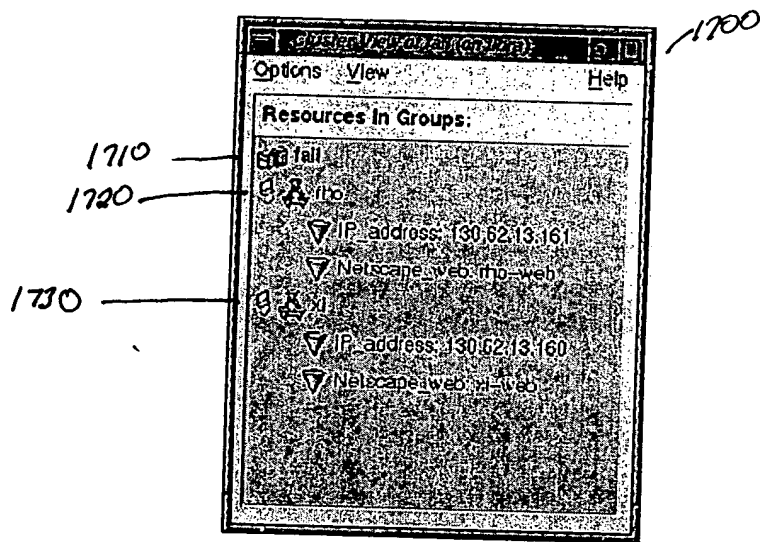 1700
Options View Help
Resources In Groups:
1710
fail
1720
rho
IP_address: 130.62.13.161
Netscape_web: rho-web
1730
xi
IP_address: 130.62.13.160
Netscape_web: xi-web